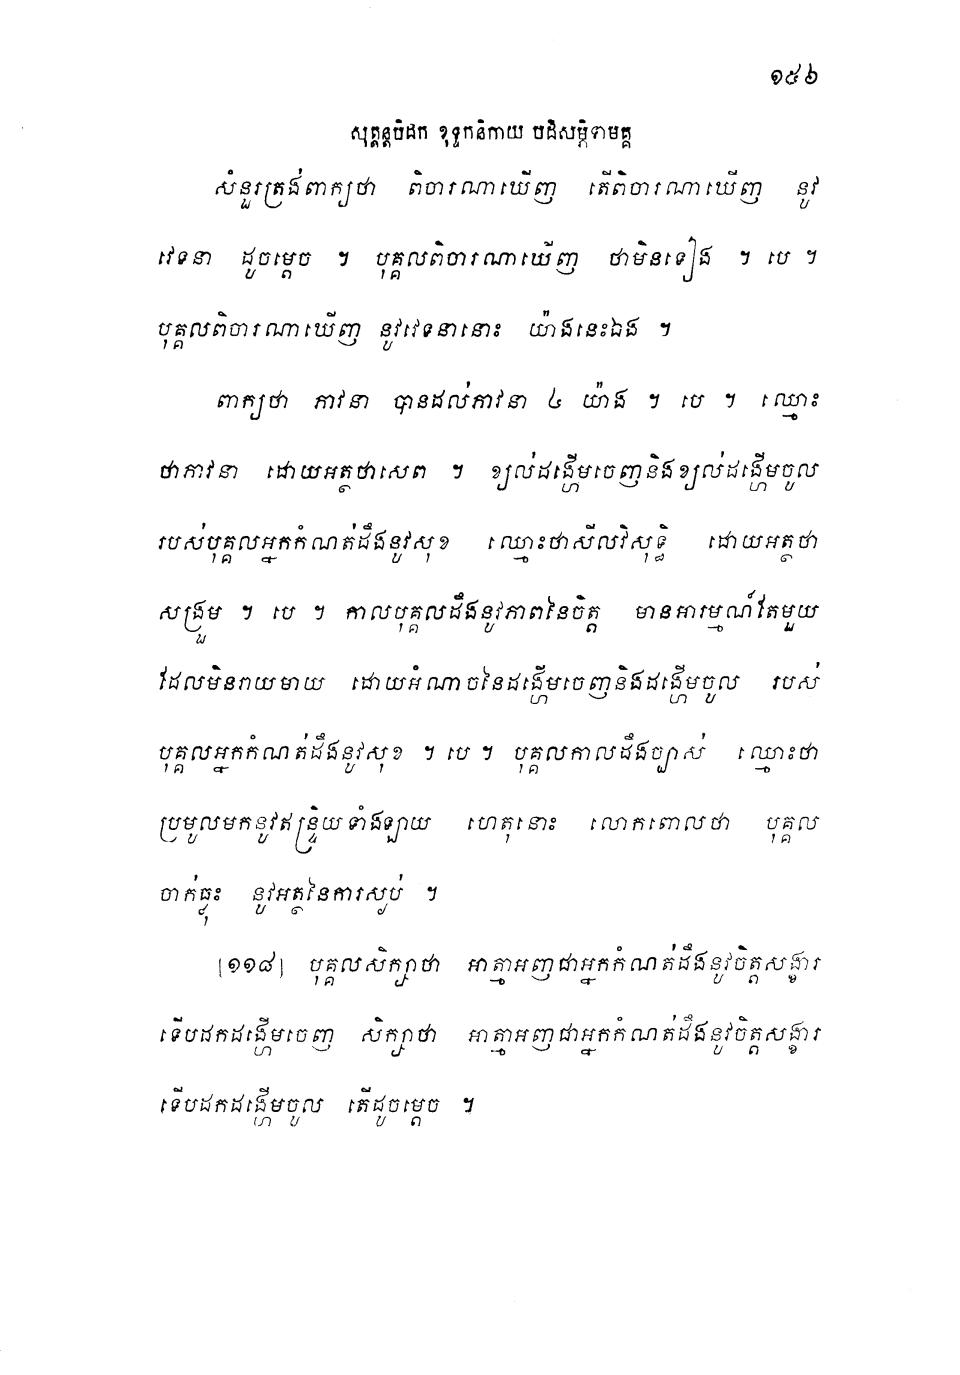 ១៥៦
សុត្តន្តបិដក ខុទ្ទកនិកាយ បដិសម្ភិទាមគ្គ
សំនួរត្រង់ពាក្យថា ពិចារណាឃើញ តើពិចារណាឃើញ នូវ
វេទនា ដូចម្តេច ។ បុគ្គលពិចារណាឃើញ ថាមិនទៀង ។ បេ ។
បុគ្គលពិចារណាឃើញ នូវវេទនានោះ យ៉ាងនេះឯង ។
ពាក្យថា ភាវនា បានដល់ភាវនា ៤ យ៉ាង ។ បេ ។ ឈ្មោះ
ថាភាវនា ដោយអត្ថថាសេព ។ ខ្យល់ដង្ហើមចេញនិងខ្យល់ដង្ហើមចូល
របស់បុគ្គលអ្នកកំណត់ដឹងនូវសុខ ឈ្មោះថាសីលវិសុទ្ធិ ដោយអត្ថថា
សង្រួម ។ បេ ។ កាលបុគ្គលដឹងនូវភាពនៃចិត្ត មានអារម្មណ៍តែមួយ
ដែលមិនរាយមាយ ដោយអំណាចនៃដង្ហើមចេញនិងដង្ហើមចូល របស់
បុគ្គលអ្នកកំណត់ដឹងនូវសុខ ។ បេ ។ បុគ្គលកាលដឹងច្បាស់ ឈ្មោះថា
ប្រមូលមកនូវឥន្ទ្រិយទាំងឡាយ ហេតុនោះ លោកពោលថា បុគ្គល
ចាក់ធ្លុះ នូវអត្ថនៃការស្ងប់ ។
[១១៨] បុគ្គលសិក្សាថា អាត្មាអញជាអ្នកកំណត់ដឹងនូវចិត្តសង្ខារ
ទើបដកដង្ហើមចេញ សិក្សាថា អាត្មាអញជាអ្នកកំណត់ដឹងនូវចិត្តសង្ខារ
ទើបដកដង្ហើមចូល តើដូចម្តេច ។